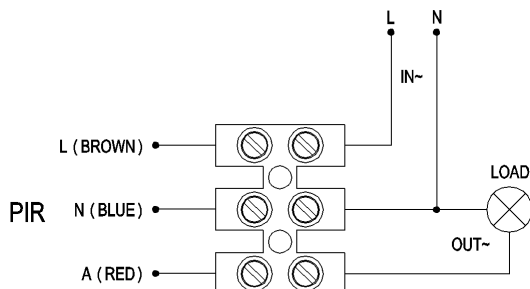 L N
IN~
L (BROWN)
LOAD
PIR N (BLUE)
OUT~
A (RED)